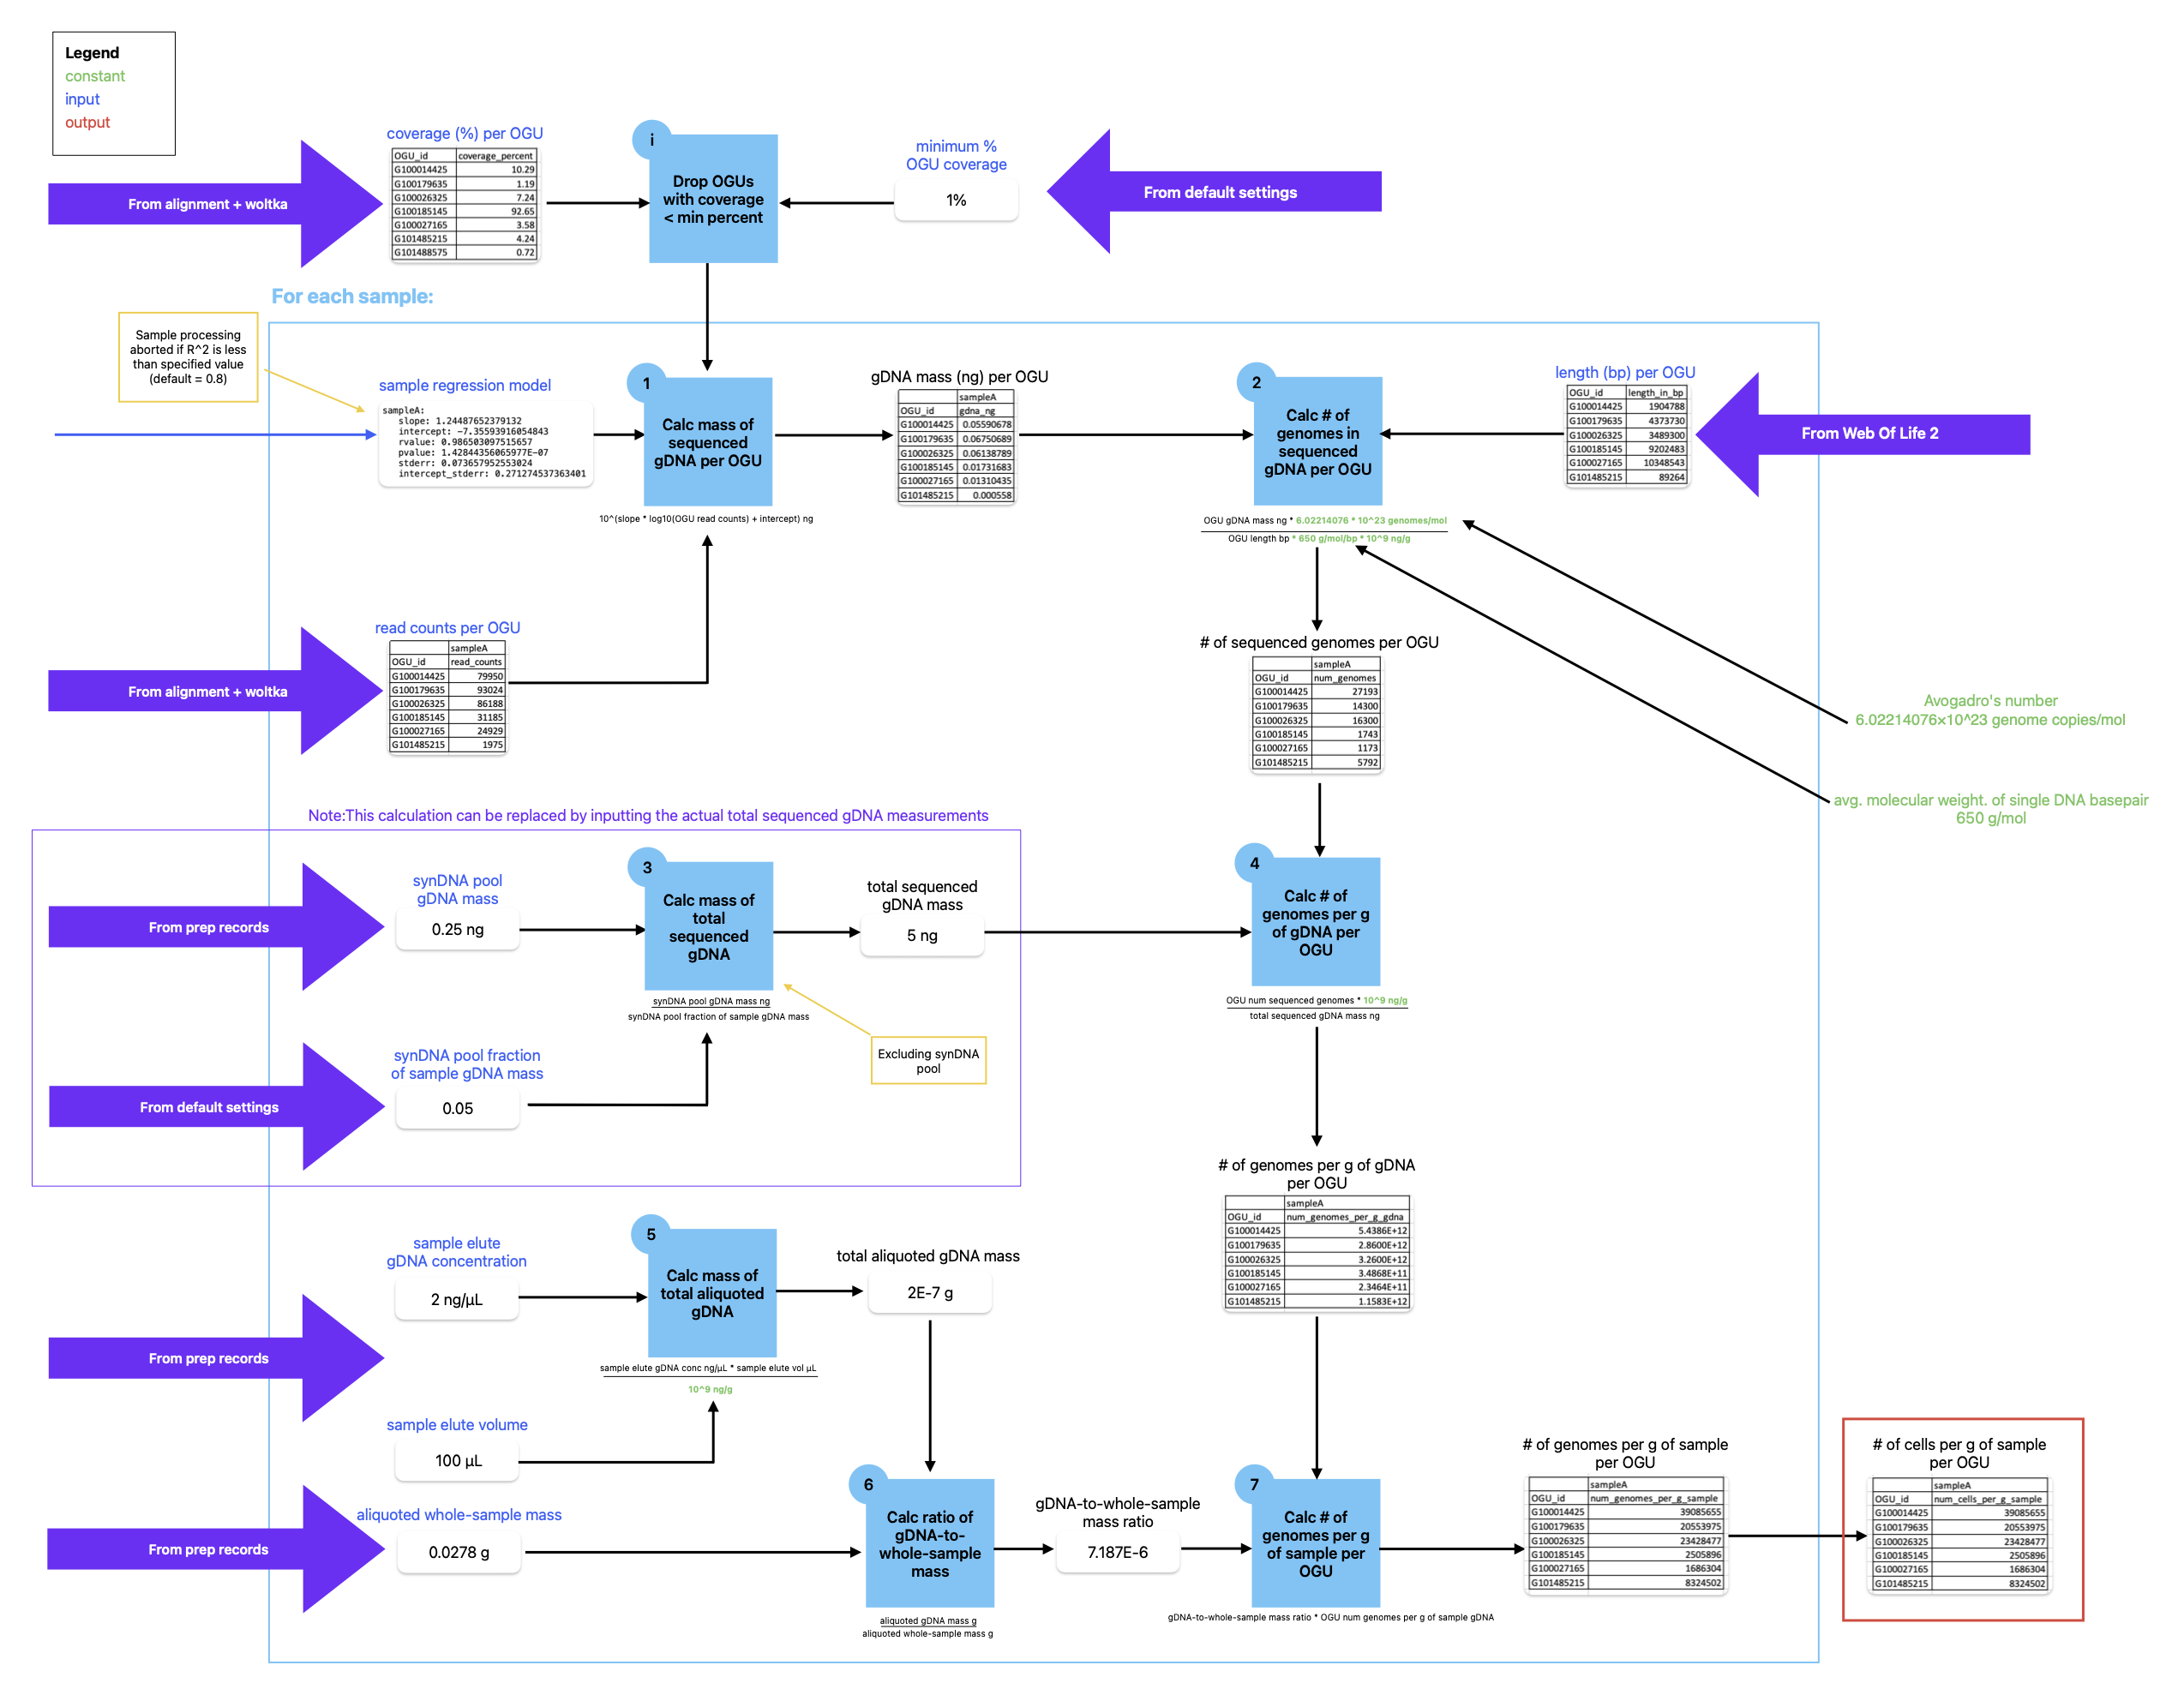 Legend
constant
input
output
coverage (%) per OGU
OGU_id coverage_percent
G100014425 10.29
G100179635 1.19
G100026325 7.24
G100185145 92.65
G100027165 3.58
G101485215 4.24
G101488575 0.72
From alignment + woltka
i
Drop OGUs
with coverage
< min percent
minimum %
OGU coverage
1%
From default settings
For each sample:
Sample processing
aborted if R^2 is less
than specified value
(default = 0.8)
sample regression model
sampleA:
slope: 1.24487652379132
intercept: -7.35593916054843
rvalue: 0.986503097515657
pvalue: 1.42844356065977E-07
stderr: 0.073657952553024
intercept_stderr: 0.271274537363401
1
Calc mass of
sequenced
gDNA per OGU
10^(slope * log10(OGU read counts) + intercept) ng
gDNA mass (ng) per OGU
sampleA
OGU_id gdna_ng
G100014425 0.05590678
G100179635 0.06750689
G100026325 0.06138789
G100185145 0.01731683
G100027165 0.01310435
G101485215 0.000558
2
Calc # of
genomes in
sequenced
gDNA per OGU
OGU gDNA mass ng * 6.02214076 * 10^23 genomes/mol
OGU length bp * 650 g/mol/bp * 10^9 ng/g
length (bp) per OGU
OGU_id length_in_bp
G100014425 1904788
G100179635 4373730
G100026325 3489300
G100185145 9202483
G100027165 10348543
G101485215 89264
From Web Of Life 2
read counts per OGU
sampleA
OGU_id read_counts
G100014425 79950
G100179635 93024
G100026325 86188
G100185145 31185
G100027165 24929
G101485215 1975
From alignment + woltka
# of sequenced genomes per OGU
sampleA
OGU_id num_genomes
G100014425 27193
G100179635 14300
G100026325 16300
G100185145 1743
G100027165 1173
G101485215 5792
Avogadro's number
6.02214076×10^23 genome copies/mol
avg. molecular weight. of single DNA basepair
650 g/mol
Note:This calculation can be replaced by inputting the actual total sequenced gDNA measurements
From prep records
synDNA pool
gDNA mass
0.25 ng
3
Calc mass of
total
sequenced
gDNA
synDNA pool gDNA mass ng
synDNA pool fraction of sample gDNA mass
total sequenced
gDNA mass
5 ng
Excluding synDNA
pool
From default settings
synDNA pool fraction
of sample gDNA mass
0.05
4
Calc # of
genomes per g
of gDNA per
OGU
OGU num sequenced genomes * 10^9 ng/g
total sequenced gDNA mass ng
# of genomes per g of gDNA
per OGU
sampleA
OGU_id num_genomes_per_g_gdna
G100014425 5.4386E+12
G100179635 2.8600E+12
G100026325 3.2600E+12
G100185145 3.4868E+11
G100027165 2.3464E+11
G101485215 1.1583E+12
From prep records
sample elute
gDNA concentration
2 ng/µL
sample elute volume
100 µL
5
Calc mass of
total aliquoted
gDNA
sample elute gDNA conc ng/µL * sample elute vol µL
10^9 ng/g
total aliquoted gDNA mass
2E-7 g
From prep records
aliquoted whole-sample mass
0.0278 g
6
Calc ratio of
gDNA-to-
whole-sample
mass
aliquoted gDNA mass g
aliquoted whole-sample mass g
gDNA-to-whole-sample
mass ratio
7.187E-6
7
Calc # of
genomes per g
of sample per
OGU
gDNA-to-whole-sample mass ratio * OGU num genomes per g of sample gDNA
# of genomes per g of sample
per OGU
sampleA
OGU_id num_genomes_per_g_sample
G100014425 39085655
G100179635 20553975
G100026325 23428477
G100185145 2505896
G100027165 1686304
G101485215 8324502
# of cells per g of sample
per OGU
sampleA
OGU_id num_cells_per_g_sample
G100014425 39085655
G100179635 20553975
G100026325 23428477
G100185145 2505896
G100027165 1686304
G101485215 8324502